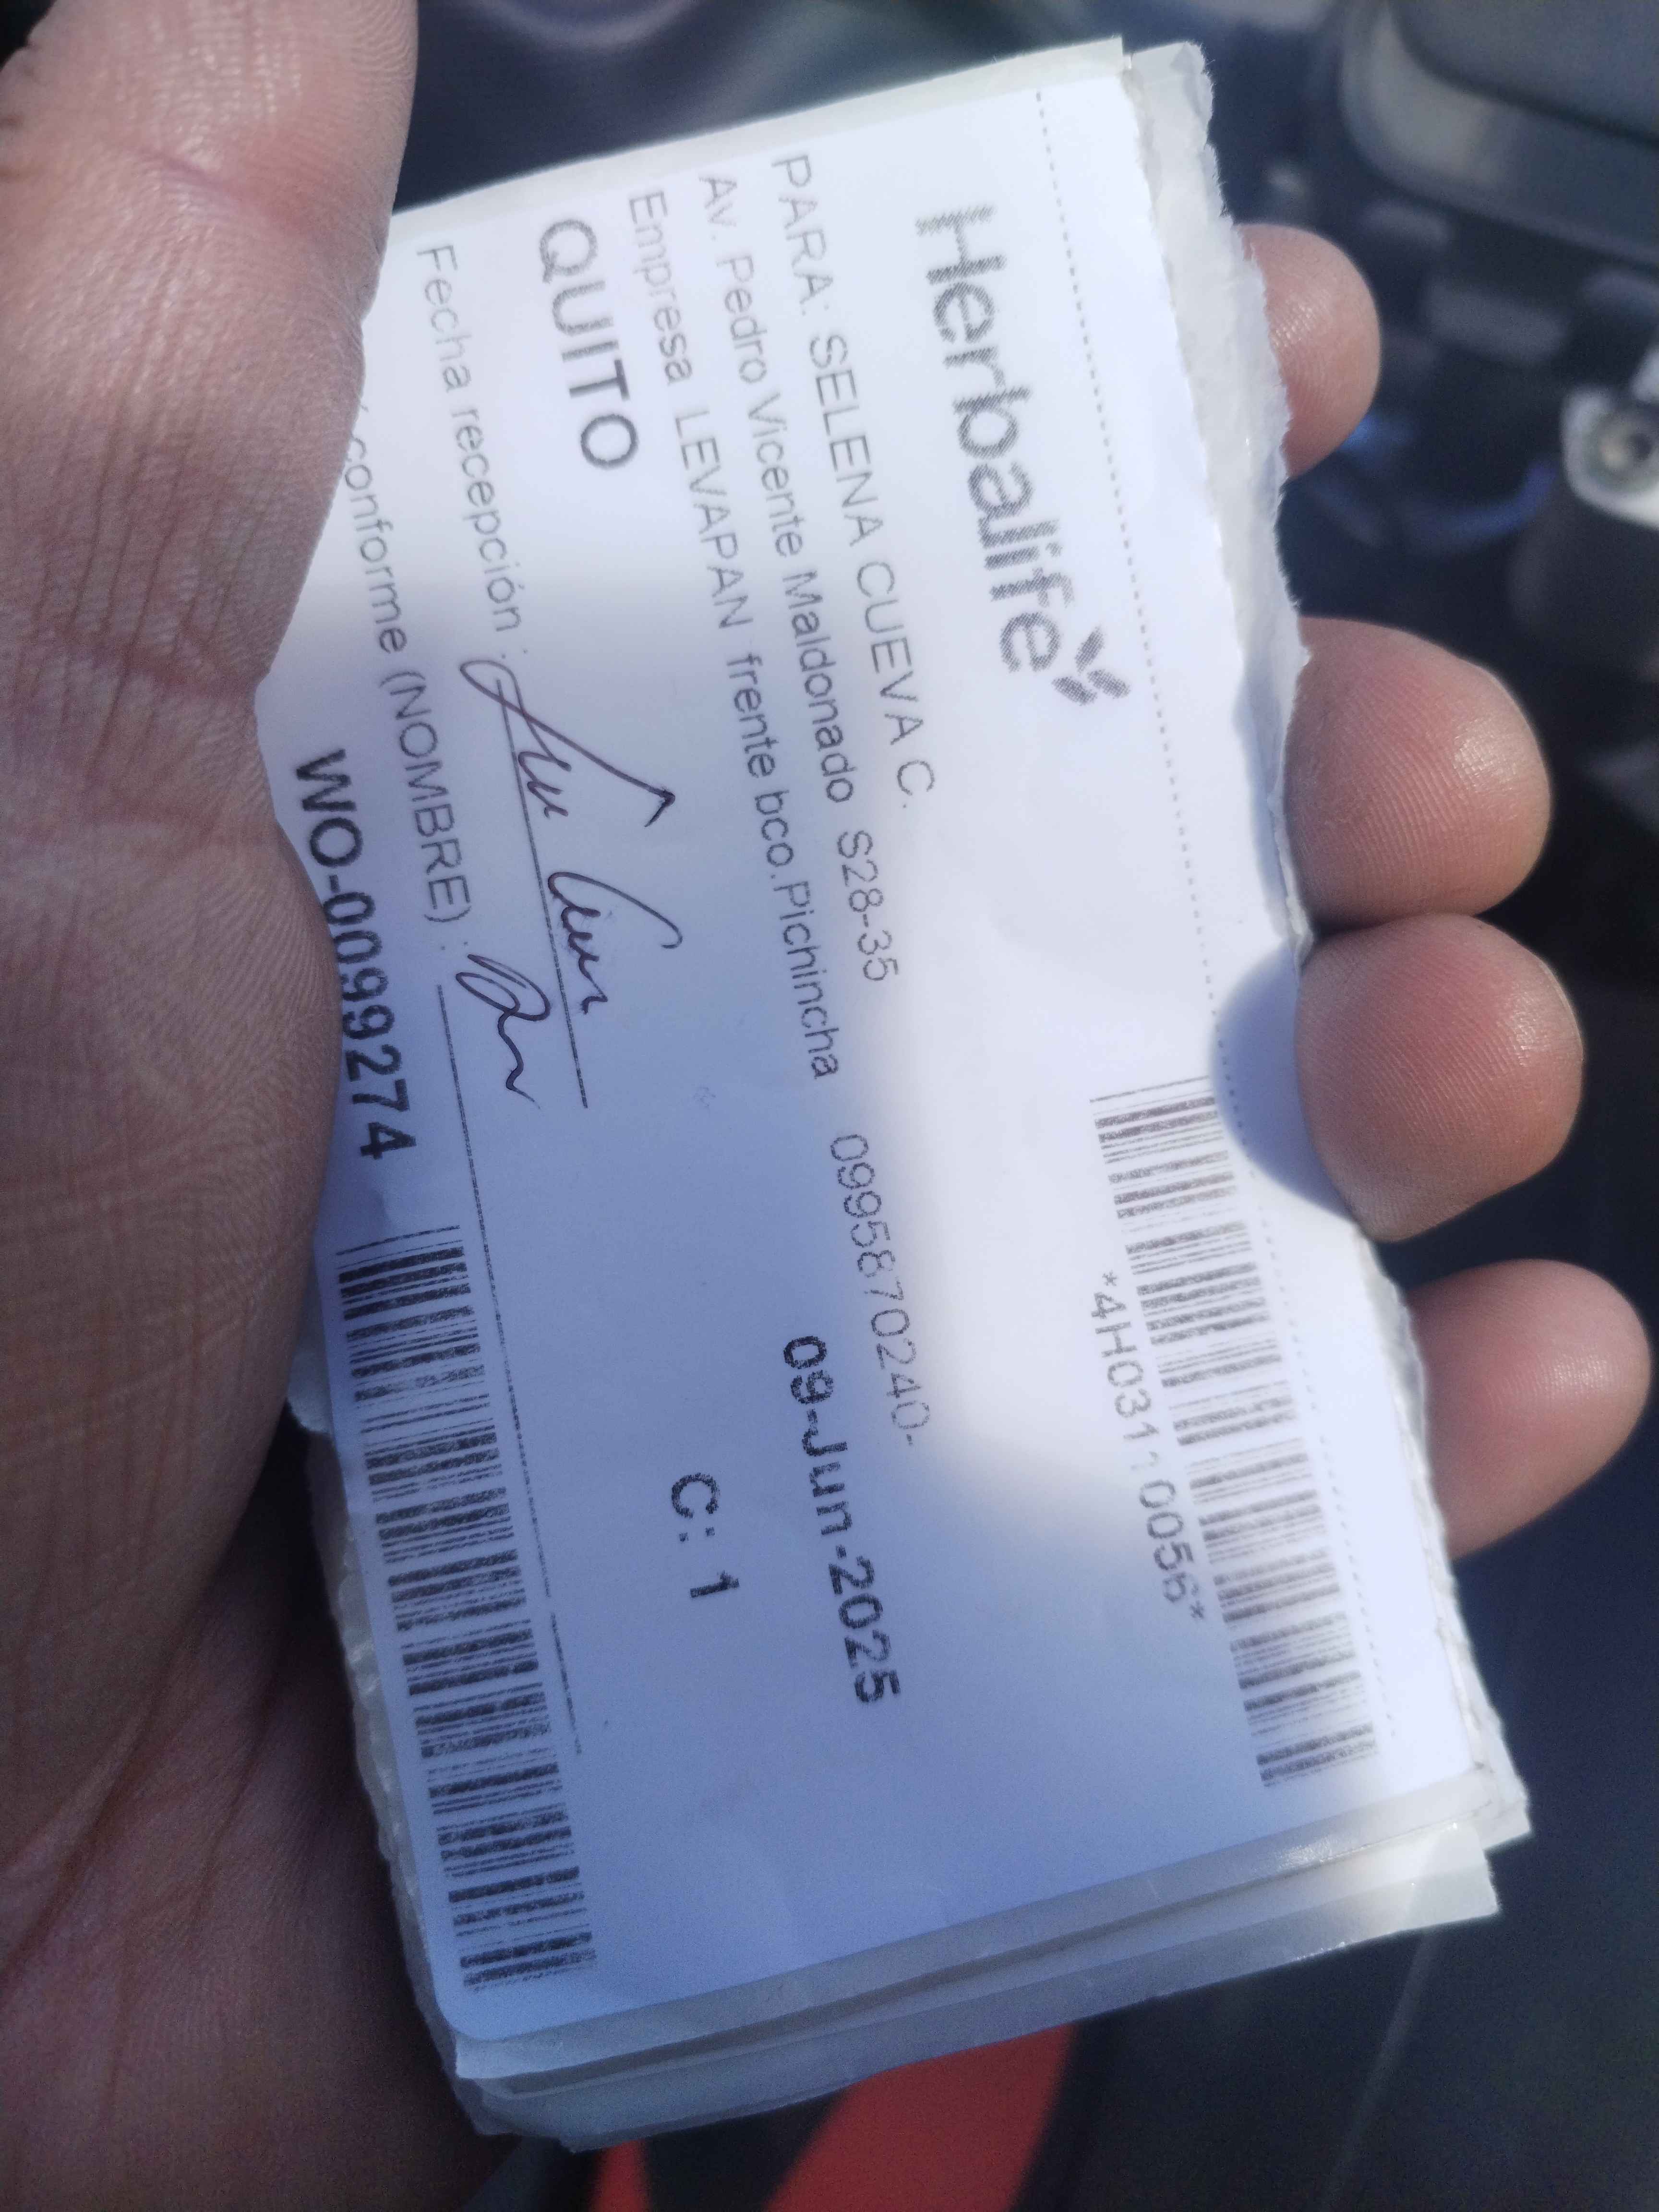 Herbalife
*4H03110056*
PARA: SELENA CUEVA C.
Av. Pedro Vicente Maldonado S28-35 0995870240-
Empresa LEVAPAN frente bco.Pichincha 09-Jun-2025
QUITO C: 1
Fecha recepción :
conforme (NOMBRE) :
WO-0099274